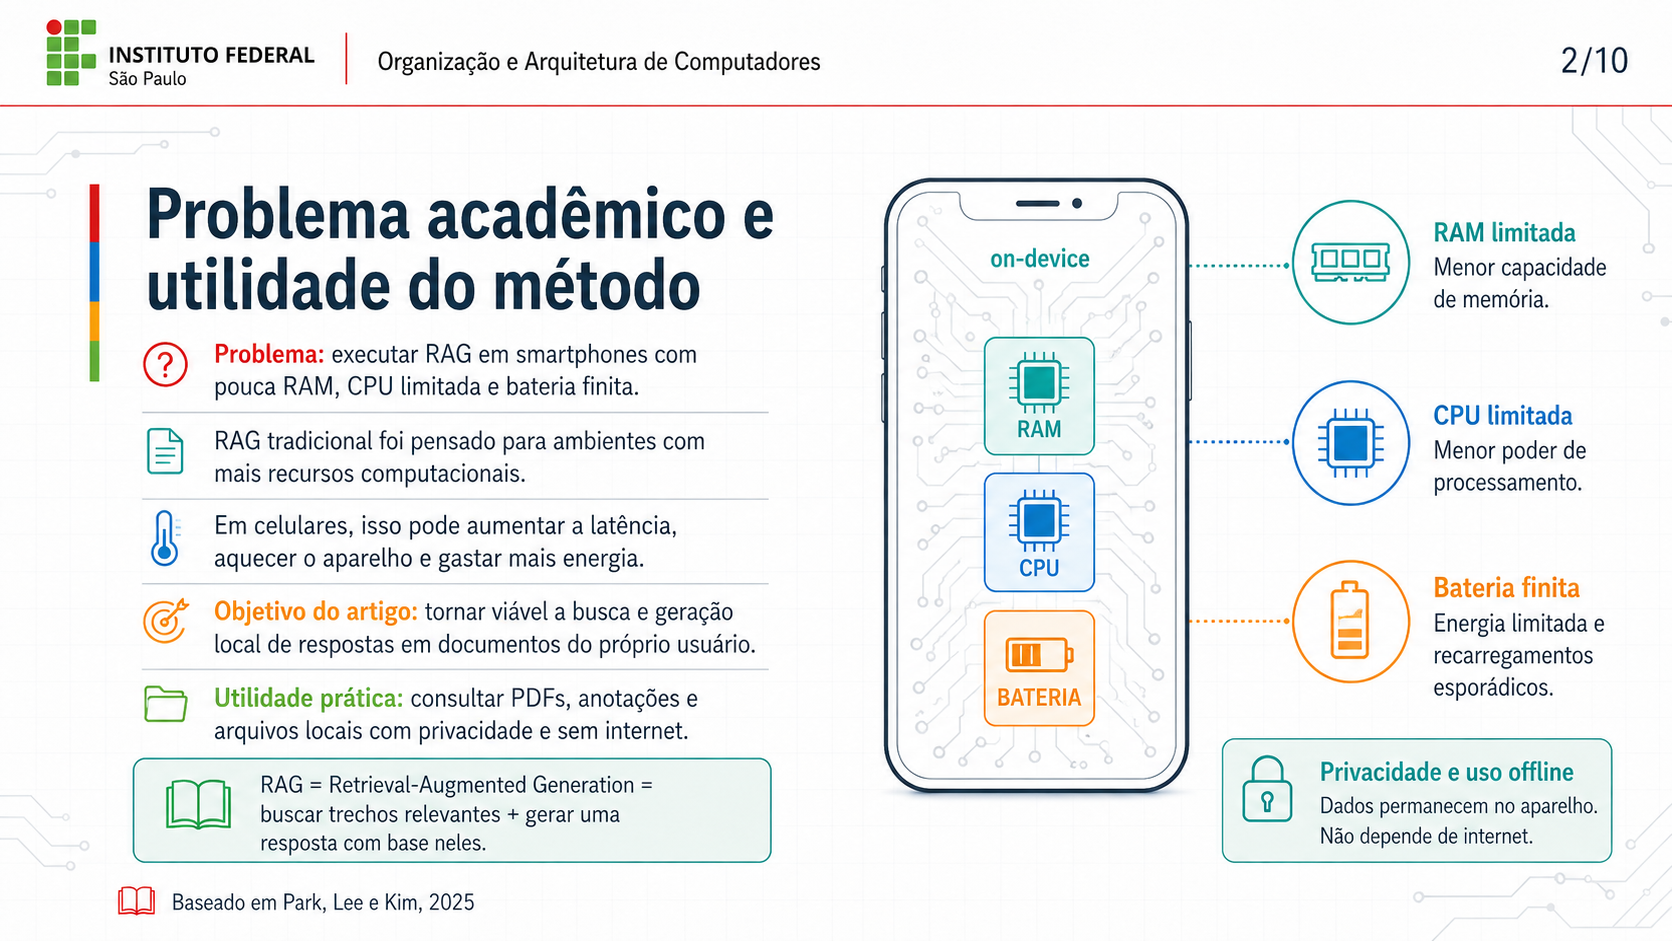 INSTITUTO FEDERAL
São Paulo
Organização e Arquitetura de Computadores
2/10
Problema acadêmico e
utilidade do método
Problema: executar RAG em smartphones com
pouca RAM, CPU limitada e bateria finita.
RAG tradicional foi pensado para ambientes com
mais recursos computacionais.
Em celulares, isso pode aumentar a latência,
aquecer o aparelho e gastar mais energia.
Objetivo do artigo: tornar viável a busca e geração
local de respostas em documentos do próprio usuário.
Utilidade prática: consultar PDFs, anotações e
arquivos locais com privacidade e sem internet.
RAG = Retrieval-Augmented Generation =
buscar trechos relevantes + gerar uma
resposta com base neles.
Baseado em Park, Lee e Kim, 2025
on-device
RAM
CPU
BATERIA
RAM limitada
Menor capacidade
de memória.
CPU limitada
Menor poder de
processamento.
Bateria finita
Energia limitada e
recarregamentos
esporádicos.
Privacidade e uso offline
Dados permanecem no aparelho.
Não depende de internet.